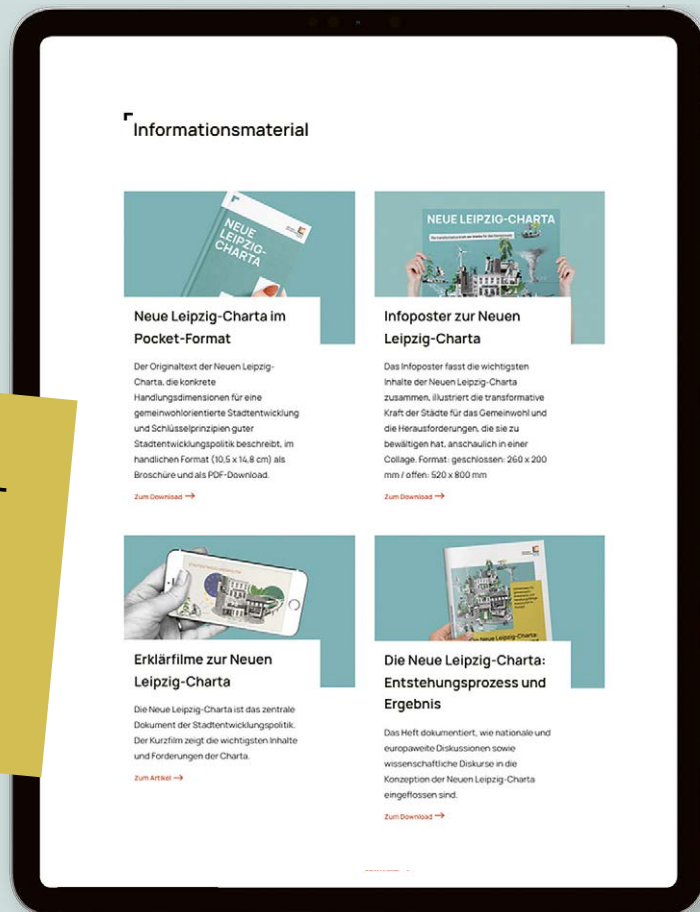 Informationsmaterial
NEUE
LEIPZIG-
CHARTA
Neue Leipzig-Charta im
Pocket-Format
Der Originaltext der Neuen Leipzig-
Charta, die konkrete
Handlungsdimensionen für eine
gemeinwohlorientierte Stadtentwicklung
und Schlüsselprinzipien guter
Stadtentwicklungspolitik beschreibt, im
handlichen Format (10,5 x 14,8 cm) als
Broschüre und als PDF-Download.
Zum Download →
NEUE LEIPZIG-CHARTA
Infoposter zur Neuen
Leipzig-Charta
Das Infoposter fasst die wichtigsten
Inhalte der Neuen Leipzig-Charta
zusammen, illustriert die transformative
Kraft der Städte für das Gemeinwohl und
die Herausforderungen, die sie zu
bewältigen hat, anschaulich in einer
Collage. Format: geschlossen: 260 x 200
mm / offen: 520 x 800 mm
Zum Download →
Erklärfilme zur Neuen
Leipzig-Charta
Die Neue Leipzig-Charta ist das zentrale
Dokument der Stadtentwicklungspolitik.
Der Kurzfilm zeigt die wichtigsten Inhalte
und Forderungen der Charta.
Zum Artikel →
Die Neue Leipzig-Charta:
Entstehungsprozess und
Ergebnis
Das Heft dokumentiert, wie nationale und
europaweite Diskussionen sowie
wissenschaftliche Diskurse in die
Konzeption der Neuen Leipzig-Charta
eingeflossen sind.
Zum Download →